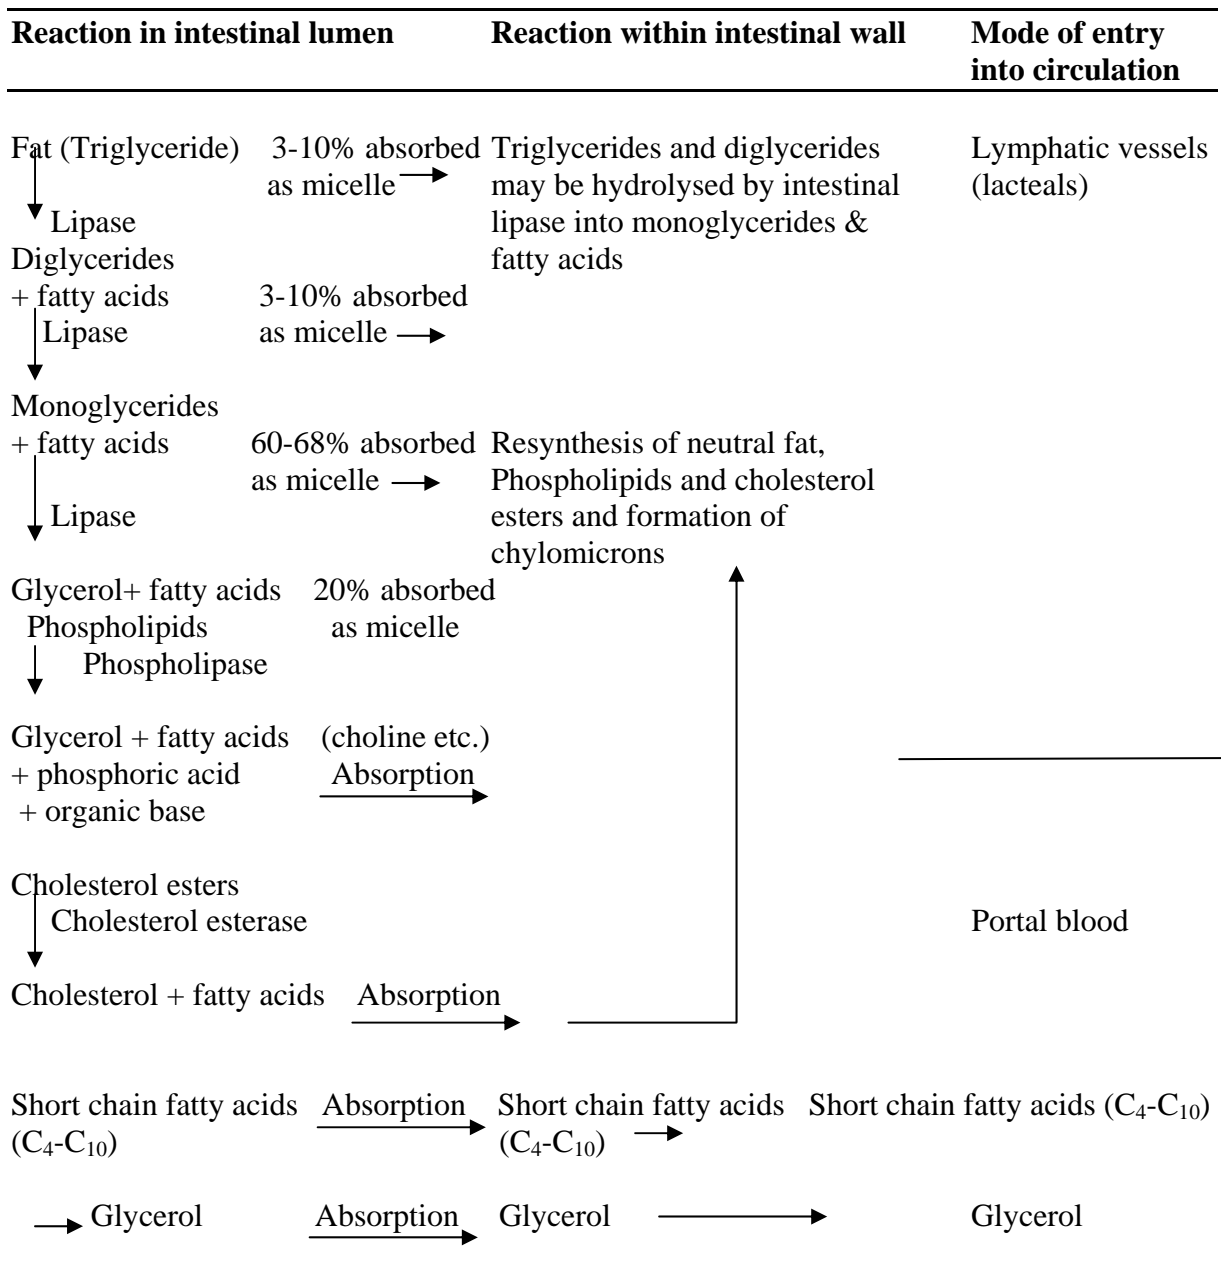 Reaction in intestinal lumen Reaction within intestinal wall Mode of entry
into circulation
Fat (Triglyceride) 3-10% absorbed Triglycerides and diglycerides Lymphatic vessels
as micelle may be hydrolysed by intestinal (lacteals)
Lipase lipase into monoglycerides &
Diglycerides fatty acids
+ fatty acids 3-10% absorbed
Lipase as micelle
Monoglycerides
+ fatty acids 60-68% absorbed Resynthesis of neutral fat,
as micelle Phospholipids and cholesterol
Lipase esters and formation of
chylomicrons
Glycerol+ fatty acids 20% absorbed
Phospholipids as micelle
Phospholipase
Glycerol + fatty acids (choline etc.)
+ phosphoric acid Absorption
+ organic base
Cholesterol esters
Cholesterol esterase Portal blood
Cholesterol + fatty acids Absorption
Short chain fatty acids Absorption Short chain fatty acids Short chain fatty acids (C₄-C₁₀)
(C₄-C₁₀) (C₄-C₁₀)
Glycerol Absorption Glycerol Glycerol